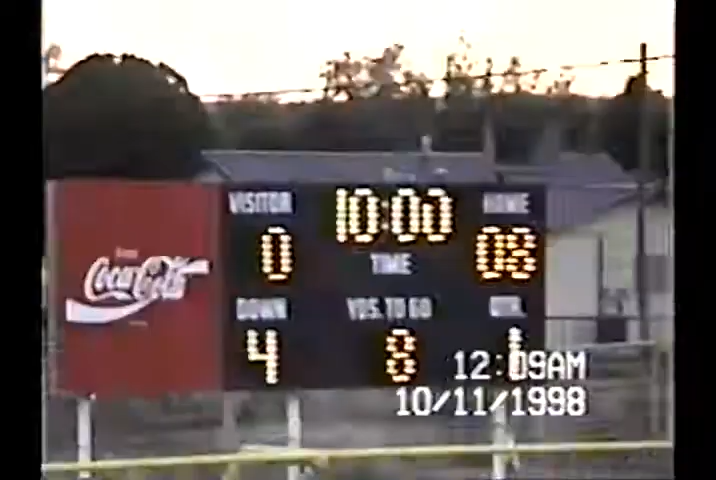 VISITOR 10:00 HOME
0 TIME 08
DOWN YDS. TO GO QTR.
4 8 1
Coca-Cola
12:09AM
10/11/1998